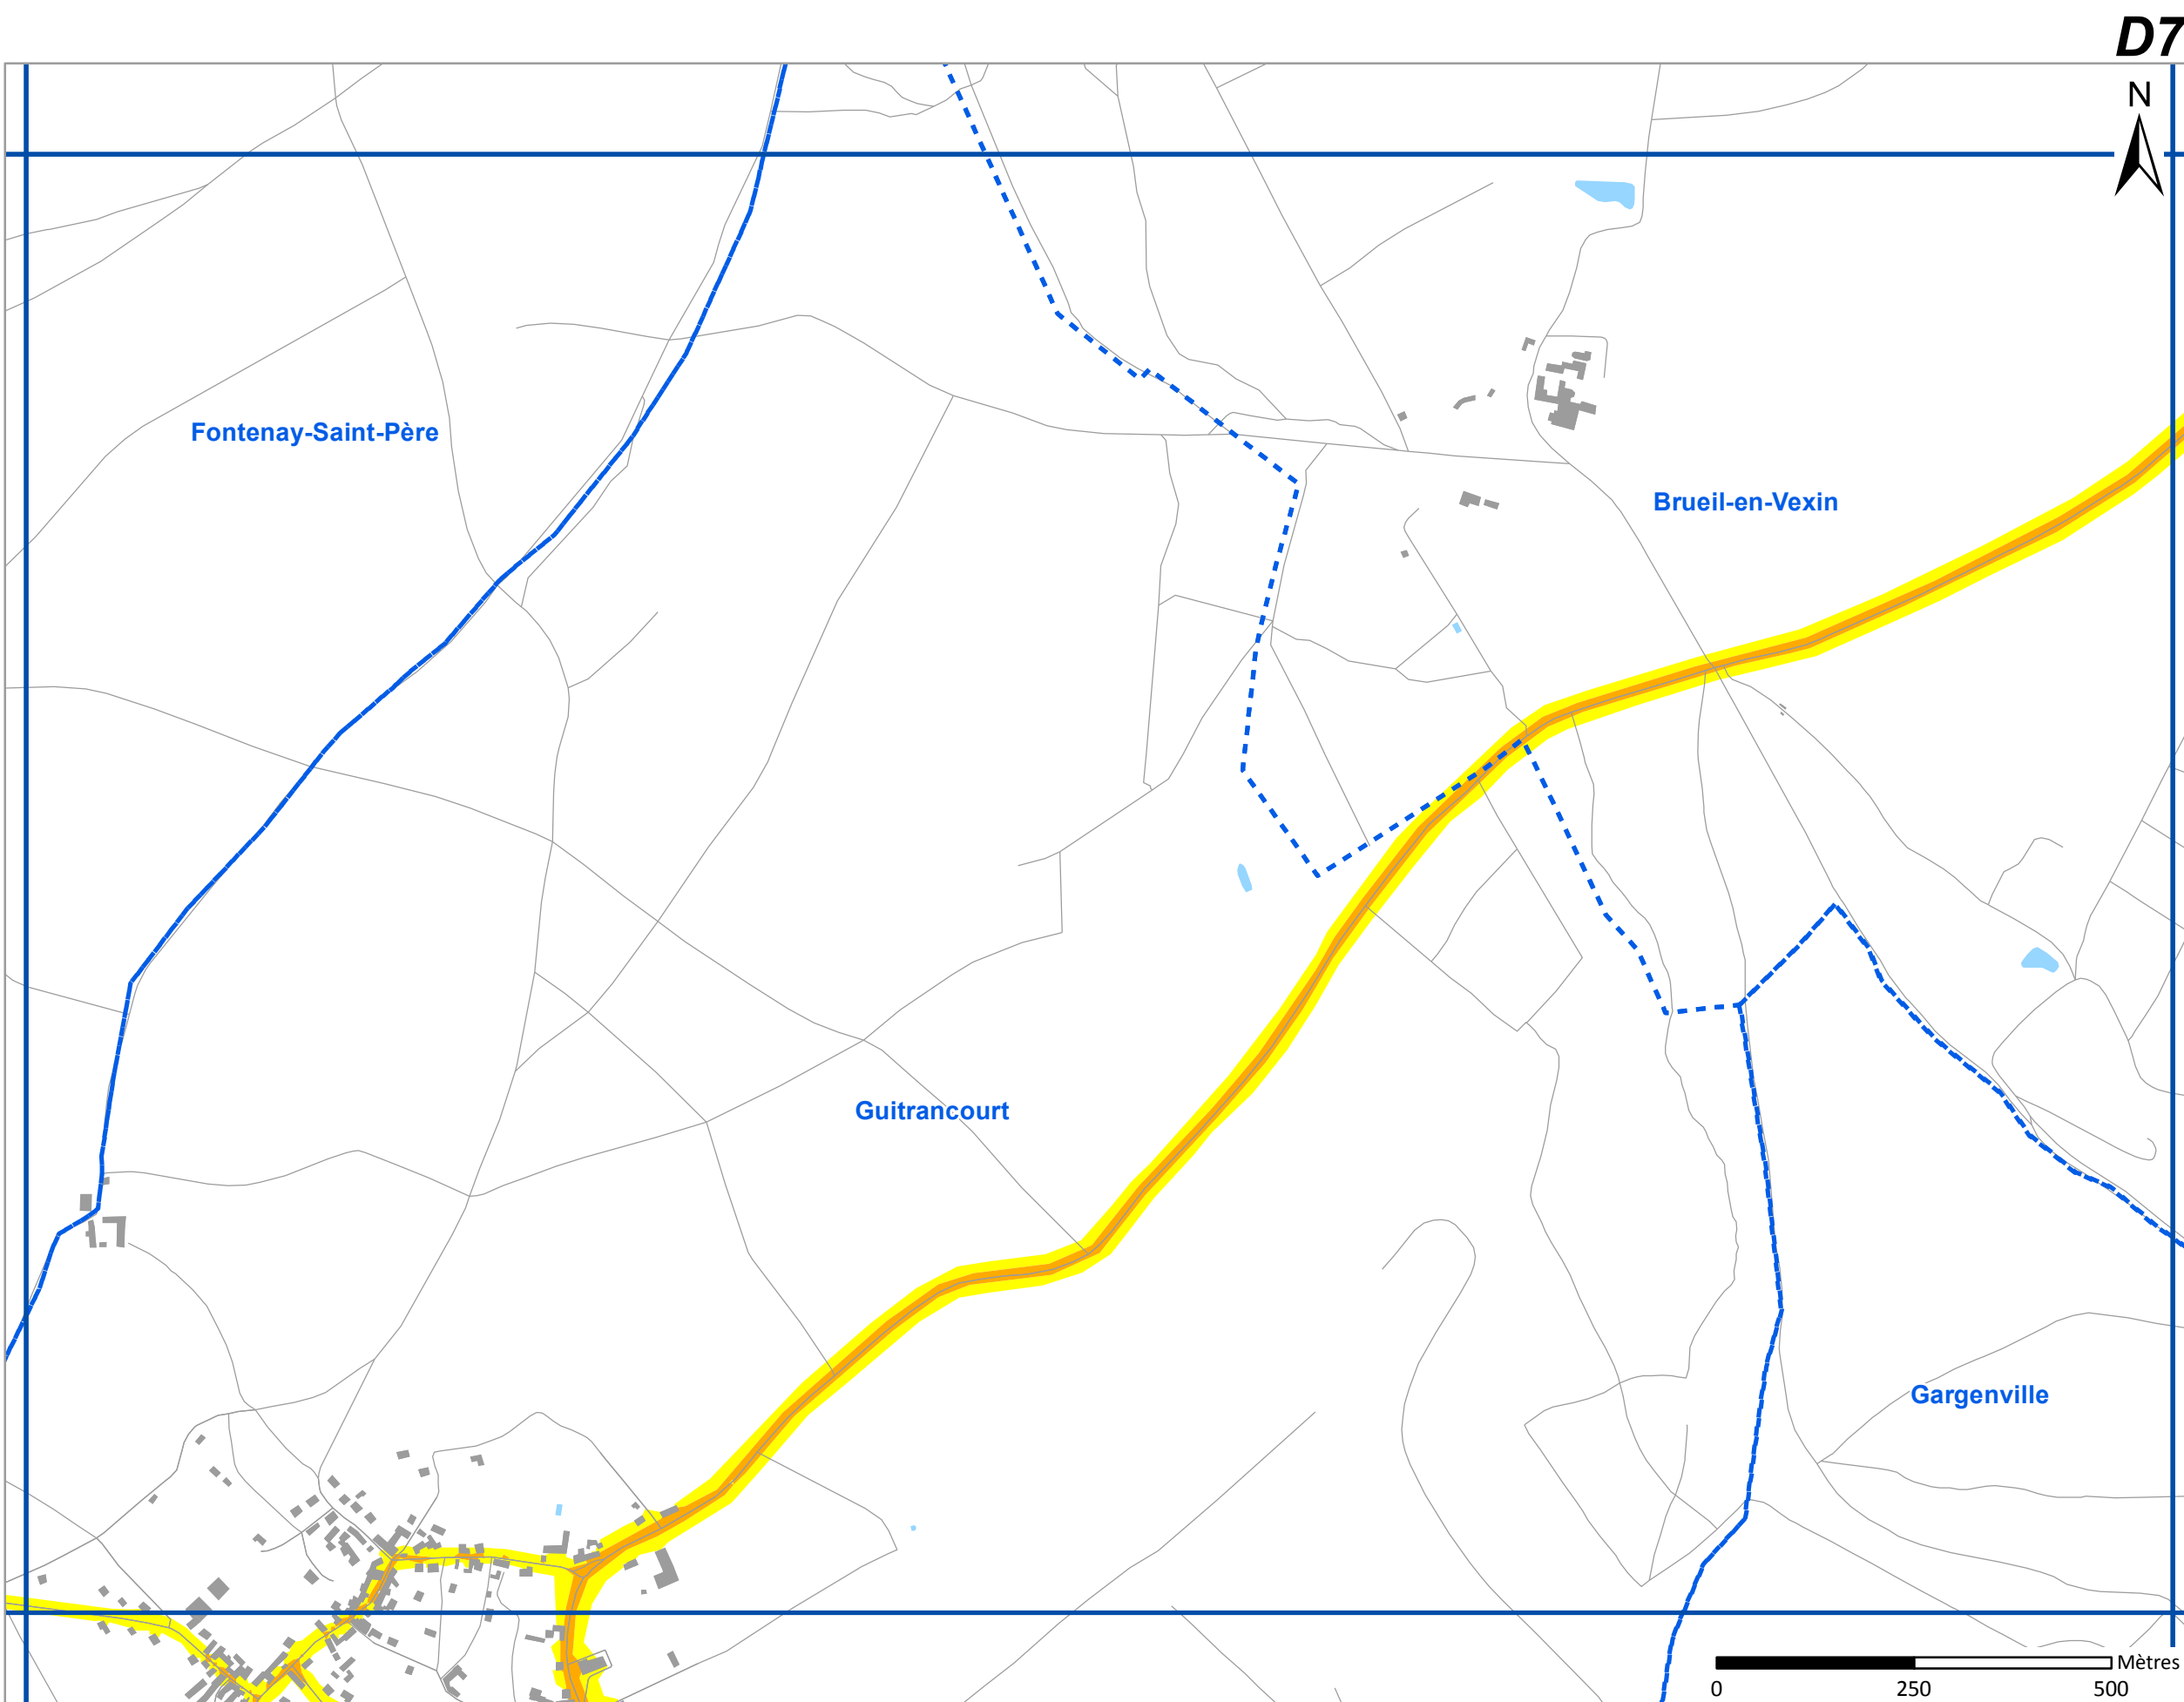 D7
N
Fontenay-Saint-Père
Brueil-en-Vexin
Guitrancourt
Gargenville
Mètres
0 250 500